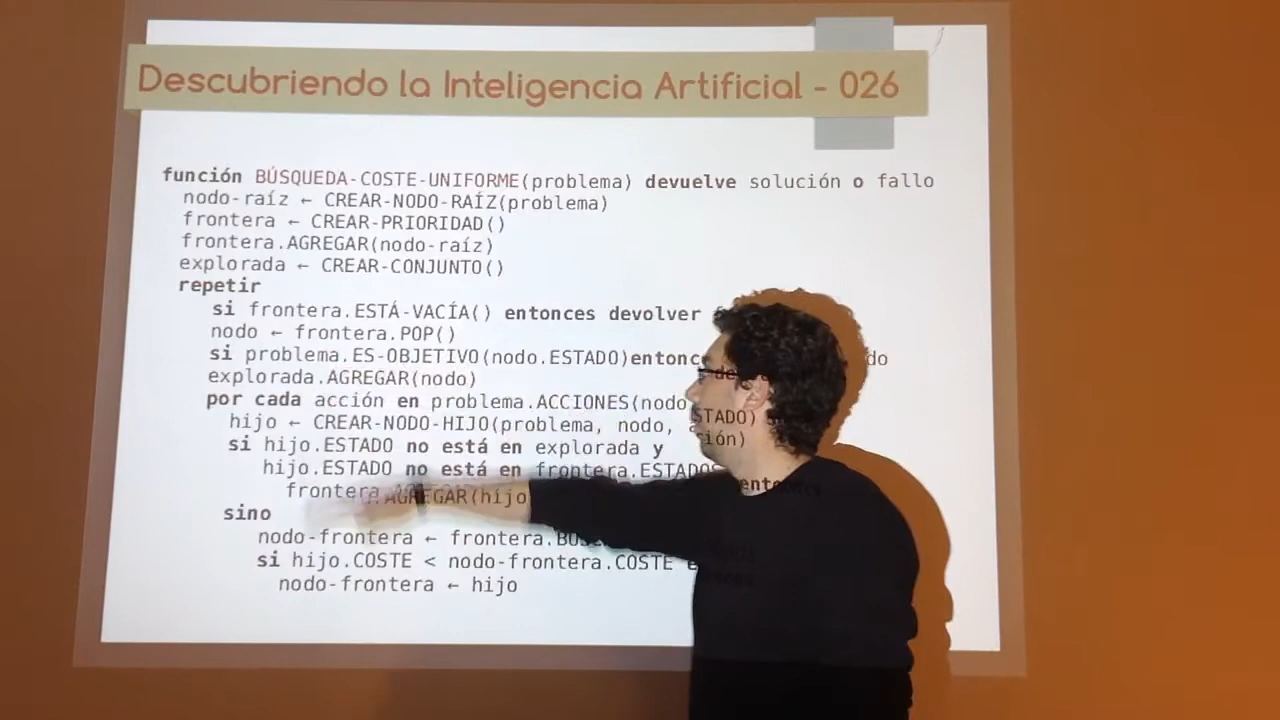 Descubriendo la Inteligencia Artificial - 026
función BÚSQUEDA-COSTE-UNIFORME(problema) devuelve solución o fallo
nodo-raíz ← CREAR-NODO-RAÍZ(problema)
frontera ← CREAR-PRIORIDAD()
frontera.AGREGAR(nodo-raíz)
explorada ← CREAR-CONJUNTO()
repetir
si frontera.ESTÁ-VACÍA() entonces devolver
nodo ← frontera.POP()
si problema.ES-OBJETIVO(nodo.ESTADO)
explorada.AGREGAR(nodo)
por cada acción en problema.ACCIONES(nodo
hijo ← CREAR-NODO-HIJO(problema, nodo,
si hijo.ESTADO no está en explorada y
hijo.ESTADO no está en frontera.ESTADOS entonces
frontera.AGREGAR(hijo
sino
nodo-frontera ←
si hijo.COSTE < nodo-frontera.COSTE
nodo-frontera ← hijo